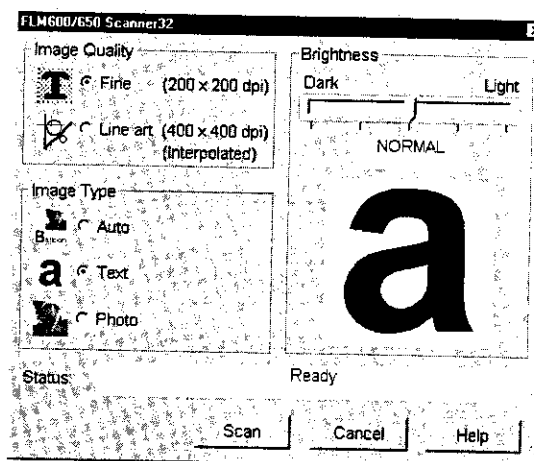 FLM600/650 Scanner32
Image Quality
Fine (200 x 200 dpi)
Line art (400 x 400 dpi)
(Interpolated)
Image Type
Auto
a Text
Photo
Brightness
Dark Light
NORMAL
a
Status: Ready
Scan Cancel Help